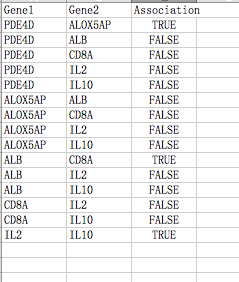 Gene1 Gene2 Association
PDE4D ALOX5AP TRUE
PDE4D ALB FALSE
PDE4D CD8A FALSE
PDE4D IL2 FALSE
PDE4D IL10 FALSE
ALOX5AP ALB FALSE
ALOX5AP CD8A FALSE
ALOX5AP IL2 FALSE
ALOX5AP IL10 FALSE
ALB CD8A TRUE
ALB IL2 FALSE
ALB IL10 FALSE
CD8A IL2 FALSE
CD8A IL10 FALSE
IL2 IL10 TRUE